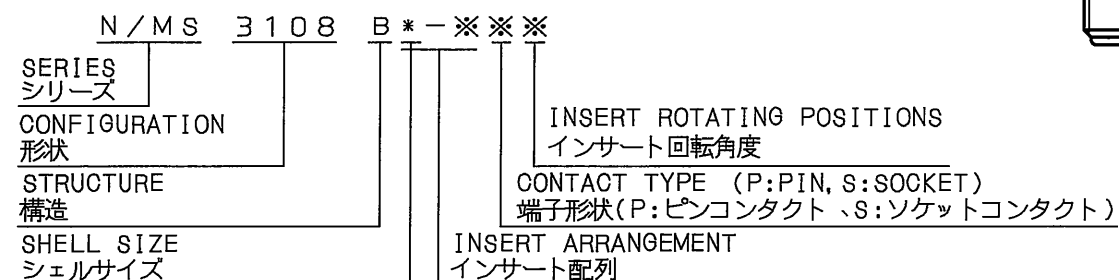 N/MS 3108 B*-※※※
SERIES
シリーズ
CONFIGURATION
形状
INSERT ROTATING POSITIONS
インサート回転角度
STRUCTURE
構造
CONTACT TYPE (P:PIN, S:SOCKET)
端子形状(P:ピンコンタクト、S:ソケットコンタクト)
SHELL SIZE
シェルサイズ
INSERT ARRANGEMENT
インサート配列